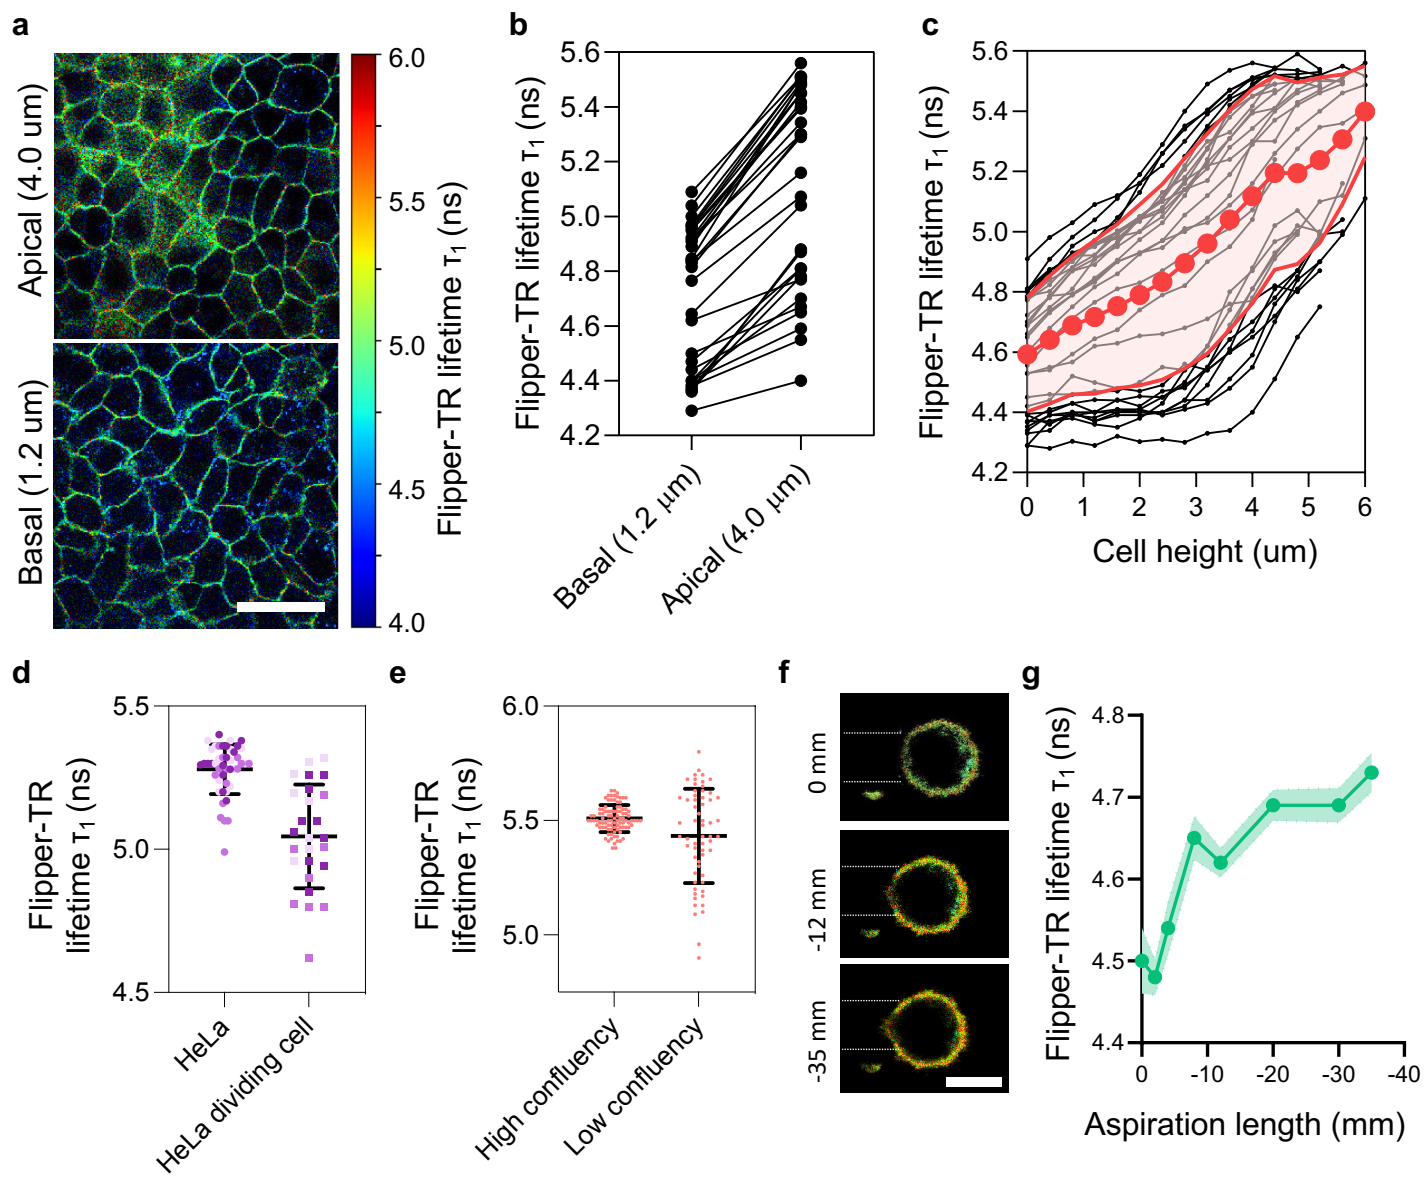 a
Apical (4.0 um)
Basal (1.2 um)
6.0
5.5
5.0
4.5
4.0
Flipper-TR lifetime τ1 (ns)
b
Flipper-TR lifetime τ1 (ns)
5.6
5.4
5.2
5.0
4.8
4.6
4.4
4.2
Basal (1.2 μm)
Apical (4.0 μm)
c
Flipper-TR lifetime τ1 (ns)
5.6
5.4
5.2
5.0
4.8
4.6
4.4
4.2
0 1 2 3 4 5 6
Cell height (um)
d
Flipper-TR
lifetime τ1 (ns)
5.5
5.0
4.5
HeLa
HeLa dividing cell
e
Flipper-TR
lifetime τ1 (ns)
6.0
5.5
5.0
High confluency
Low confluency
f
0 mm
-12 mm
-35 mm
g
Flipper-TR lifetime τ1 (ns)
4.8
4.7
4.6
4.5
4.4
0 -10 -20 -30 -40
Aspiration length (mm)